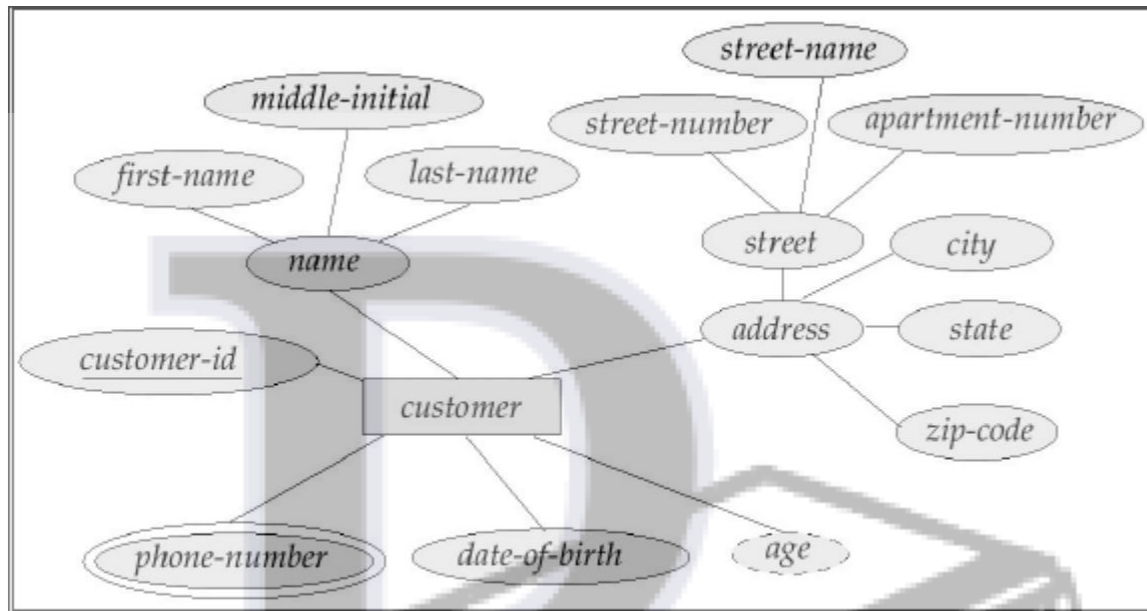 street-name
middle-initial
street-number
apartment-number
first-name
last-name
name
street
city
address
state
customer-id
customer
zip-code
phone-number
date-of-birth
age